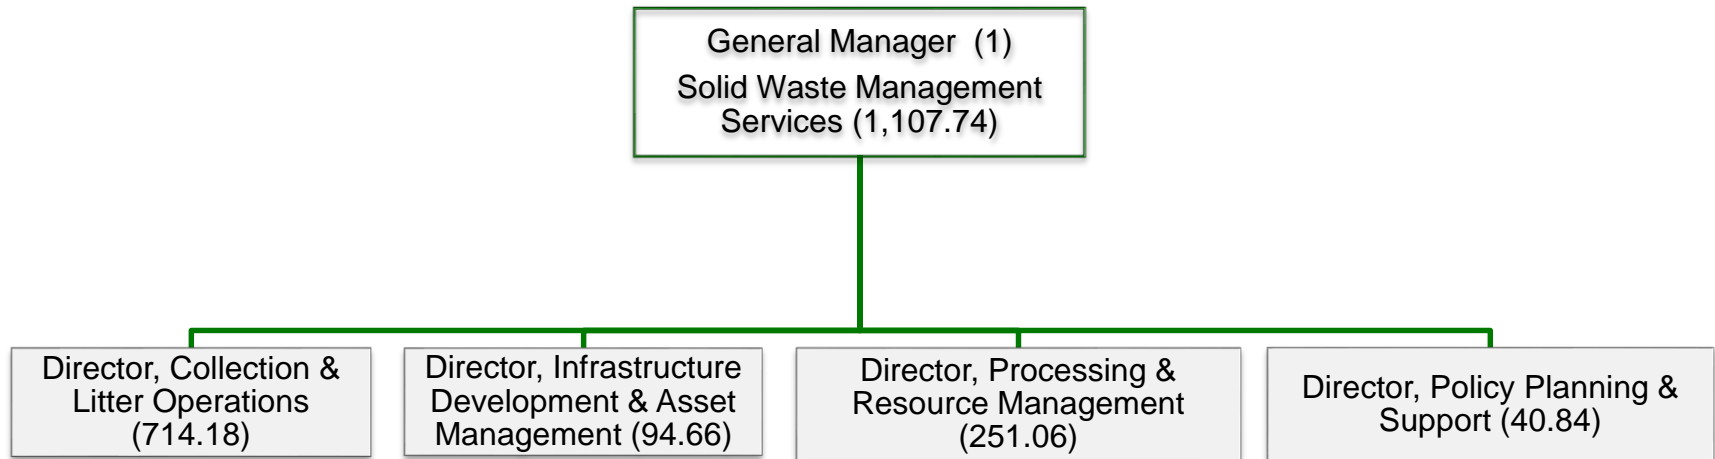 General Manager  (1)
Solid Waste Management
Services (1,107.74)
Director, Collection &
Litter Operations
(714.18)
Director, Infrastructure
Development & Asset
Management (94.66)
Director, Processing &
Resource Management
(251.06)
Director, Policy Planning &
Support (40.84)